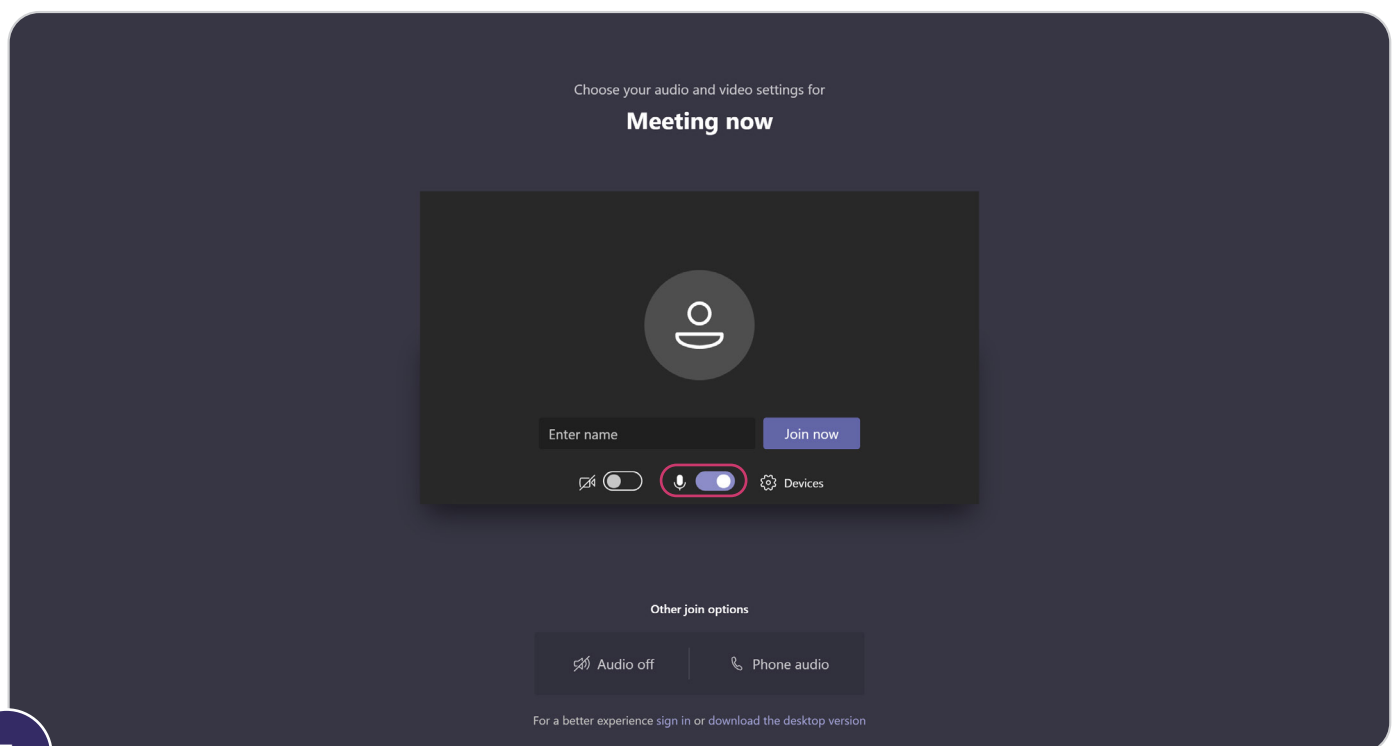 Choose your audio and video settings for
Meeting now
Enter name
Join now
Devices
Other join options
Audio off
Phone audio
For a better experience sign in or download the desktop version